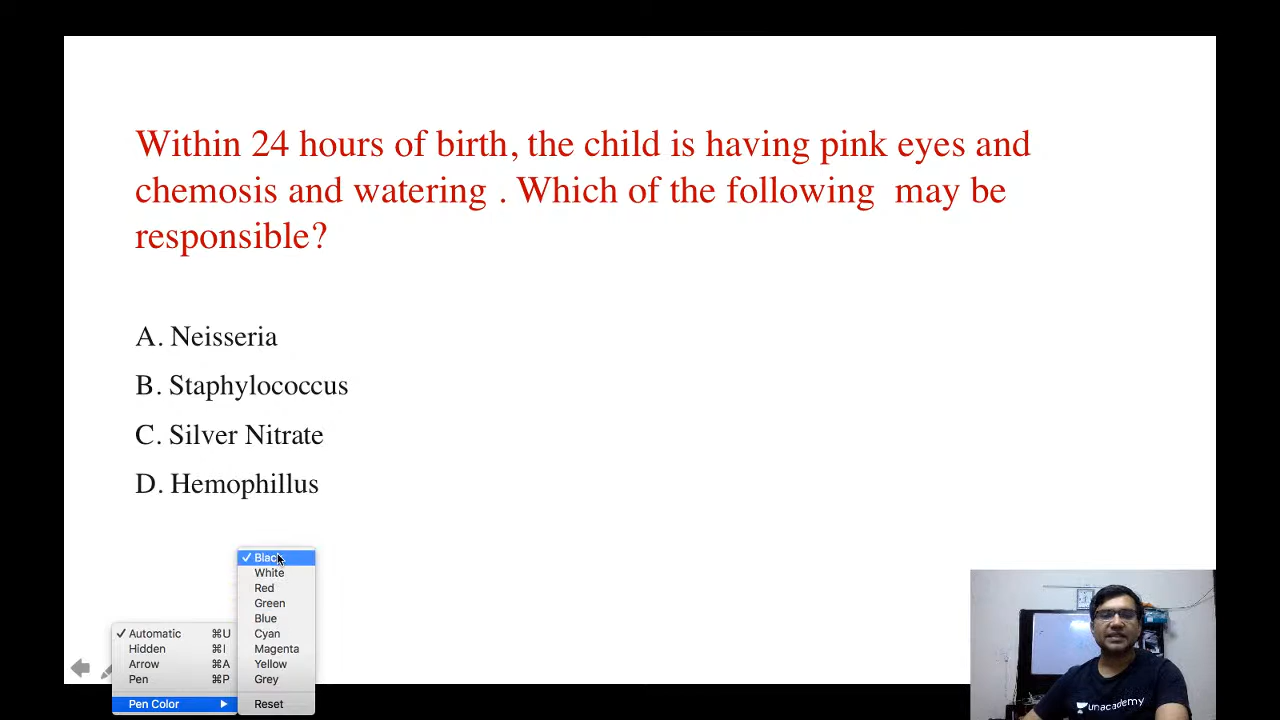 Within 24 hours of birth, the child is having pink eyes and
chemosis and watering . Which of the following  may be
responsible?
A. Neisseria
B. Staphylococcus
C. Silver Nitrate
D. Hemophillus
✓ Black
White
Red
Green
Blue
Cyan
Magenta
Yellow
Grey
Reset
✓ Automatic ⌘U
Hidden ⌘I
Arrow ⌘A
Pen ⌘P
Pen Color
unacademy